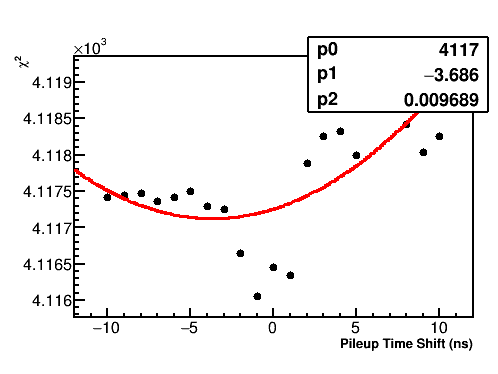 ×10³
χ²
p0 4117
p1 −3.686
p2 0.009689
4.119
4.1185
4.118
4.1175
4.117
4.1165
4.116
−10 −5 0 5 10
Pileup Time Shift (ns)